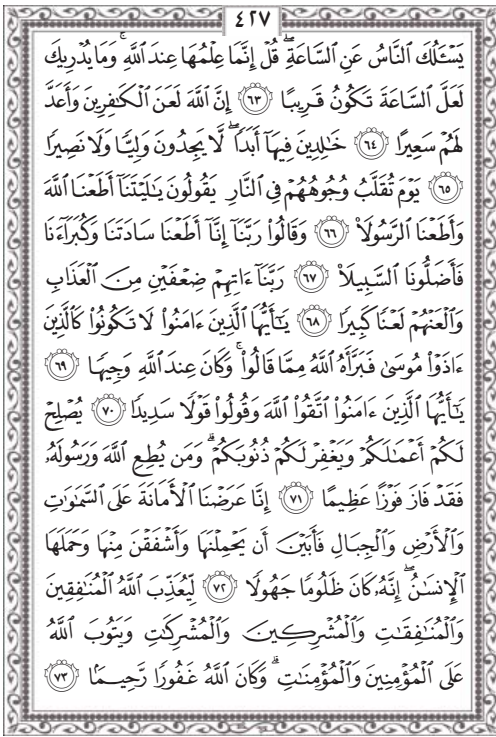 ٤٢٧
يَسْـَٔلُكَ ٱلنَّاسُ عَنِ ٱلسَّاعَةِۖ قُلْ إِنَّمَا عِلْمُهَا عِندَ ٱللَّهِۚ وَمَا يُدْرِيكَ
لَعَلَّ ٱلسَّاعَةَ تَكُونُ قَرِيبًا ٦٣ إِنَّ ٱللَّهَ لَعَنَ ٱلْكَٰفِرِينَ وَأَعَدَّ
لَهُمْ سَعِيرًا ٦٤ خَٰلِدِينَ فِيهَآ أَبَدًاۖ لَّا يَجِدُونَ وَلِيًّا وَلَا نَصِيرًا
٦٥ يَوْمَ تُقَلَّبُ وُجُوهُهُمْ فِى ٱلنَّارِ يَقُولُونَ يَٰلَيْتَنَآ أَطَعْنَا ٱللَّهَ
وَأَطَعْنَا ٱلرَّسُولَا۠ ٦٦ وَقَالُوا۟ رَبَّنَآ إِنَّآ أَطَعْنَا سَادَتَنَا وَكُبَرَآءَنَا
فَأَضَلُّونَا ٱلسَّبِيلَا۠ ٦٧ رَبَّنَآ ءَاتِهِمْ ضِعْفَيْنِ مِنَ ٱلْعَذَابِ
وَٱلْعَنْهُمْ لَعْنًا كَبِيرًا ٦٨ يَٰٓأَيُّهَا ٱلَّذِينَ ءَامَنُوا۟ لَا تَكُونُوا۟ كَٱلَّذِينَ
ءَاذَوْا۟ مُوسَىٰ فَبَرَّأَهُ ٱللَّهُ مِمَّا قَالُوا۟ۚ وَكَانَ عِندَ ٱللَّهِ وَجِيهًا ٦٩
يَٰٓأَيُّهَا ٱلَّذِينَ ءَامَنُوا۟ ٱتَّقُوا۟ ٱللَّهَ وَقُولُوا۟ قَوْلًا سَدِيدًا ٧٠ يُصْلِحْ
لَكُمْ أَعْمَٰلَكُمْ وَيَغْفِرْ لَكُمْ ذُنُوبَكُمْۗ وَمَن يُطِعِ ٱللَّهَ وَرَسُولَهُۥ
فَقَدْ فَازَ فَوْزًا عَظِيمًا ٧١ إِنَّا عَرَضْنَا ٱلْأَمَانَةَ عَلَى ٱلسَّمَٰوَٰتِ
وَٱلْأَرْضِ وَٱلْجِبَالِ فَأَبَيْنَ أَن يَحْمِلْنَهَا وَأَشْفَقْنَ مِنْهَا وَحَمَلَهَا
ٱلْإِنسَٰنُۖ إِنَّهُۥ كَانَ ظَلُومًا جَهُولًا ٧٢ لِّيُعَذِّبَ ٱللَّهُ ٱلْمُنَٰفِقِينَ
وَٱلْمُنَٰفِقَٰتِ وَٱلْمُشْرِكِينَ وَٱلْمُشْرِكَٰتِ وَيَتُوبَ ٱللَّهُ
عَلَى ٱلْمُؤْمِنِينَ وَٱلْمُؤْمِنَٰتِۗ وَكَانَ ٱللَّهُ غَفُورًا رَّحِيمًا ٧٣